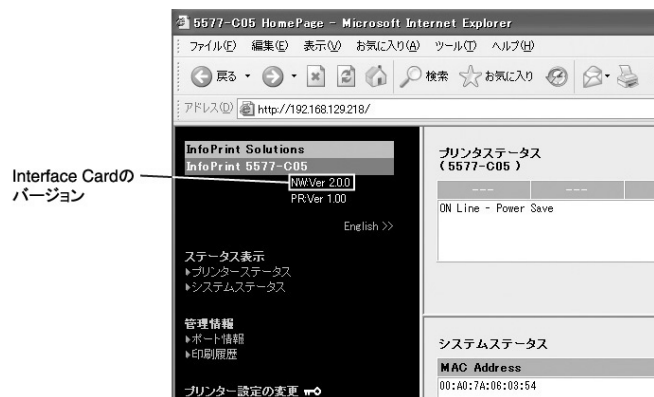 5577-C05 HomePage - Microsoft Internet Explorer
ファイル(F) 編集(E) 表示(V) お気に入り(A) ツール(T) ヘルプ(H)
戻る 検索 お気に入り
アドレス(D) http://192.168.129.218/
Interface Cardの
バージョン
InfoPrint Solutions
InfoPrint 5577-C05
NW:Ver 2.0.0
PR:Ver 1.00
English >>
ステータス表示
▶プリンターステータス
▶システムステータス
管理情報
▶ポート情報
▶印刷履歴
プリンター設定の変更
プリンタステータス
( 5577-C05 )
--- ---
ON Line - Power Save
システムステータス
MAC Address
00:A0:7A:06:03:54